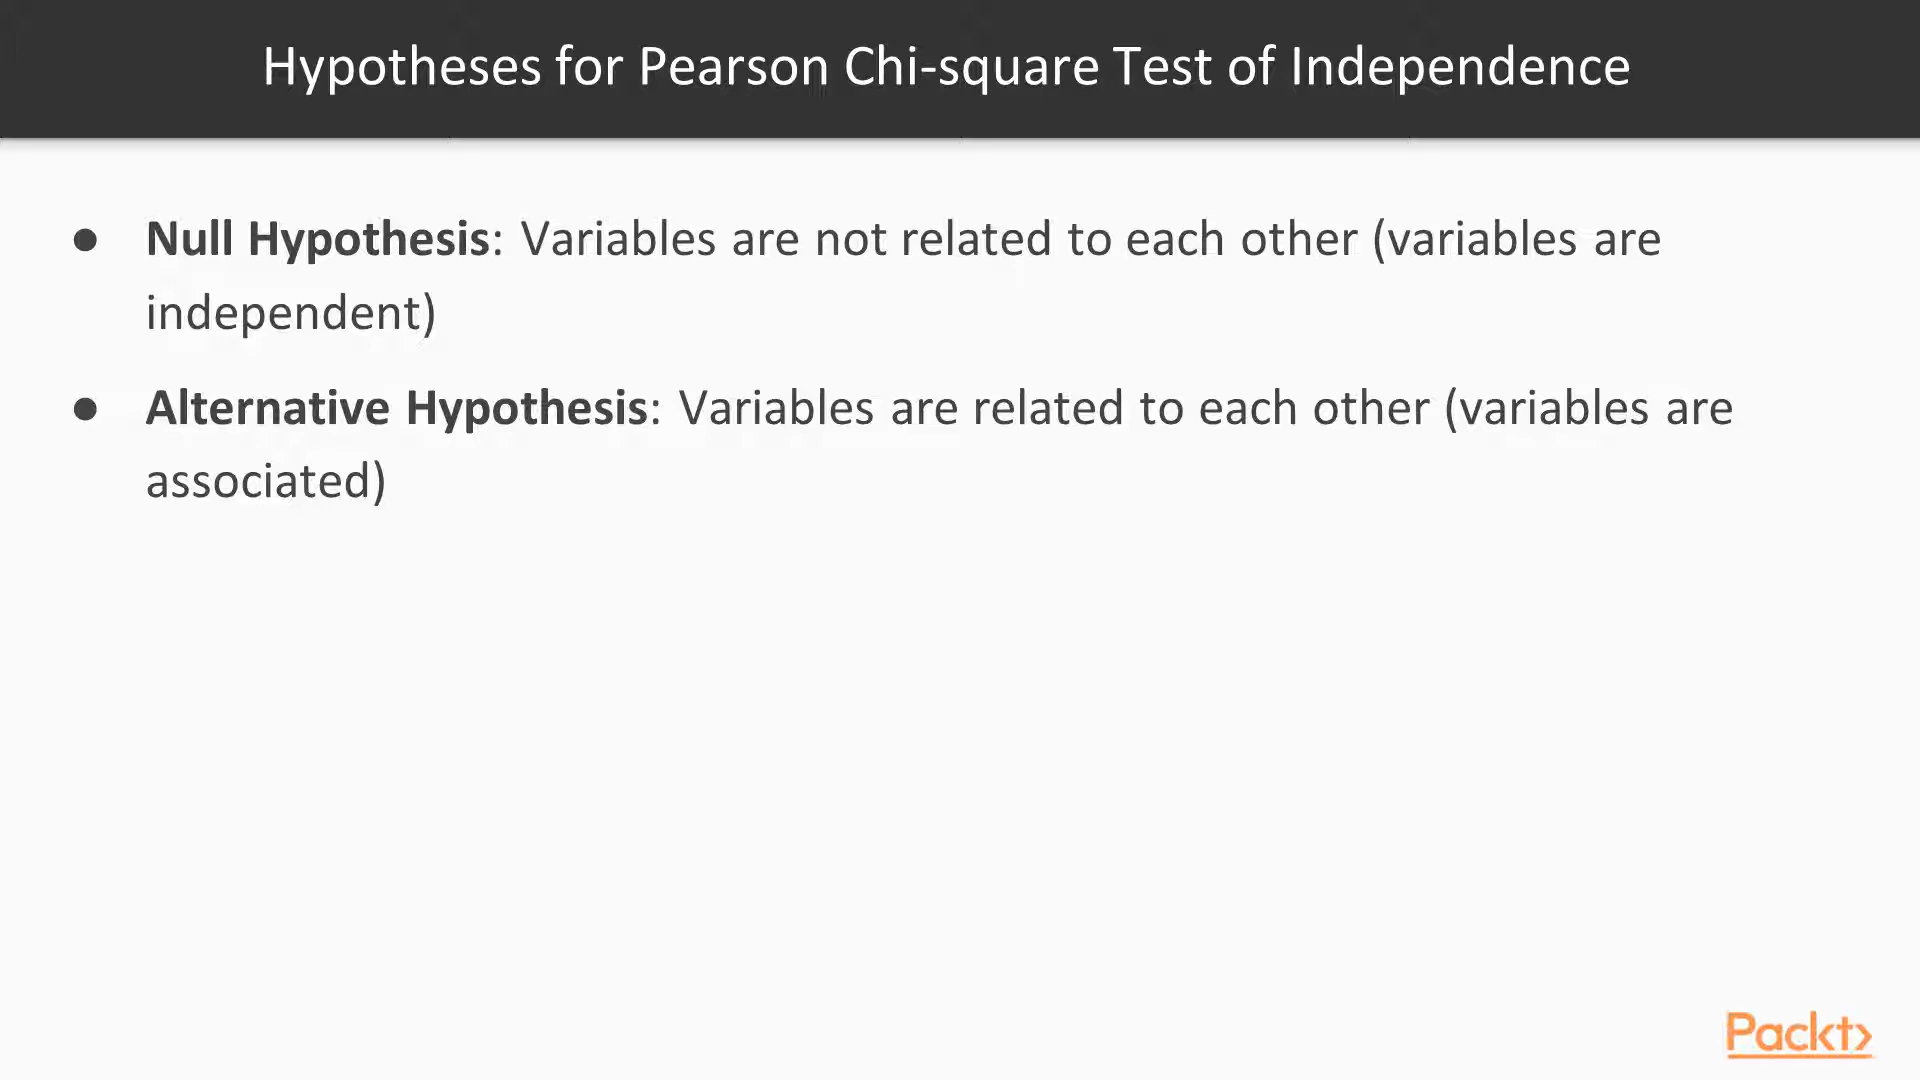 Hypotheses for Pearson Chi-square Test of Independence
● Null Hypothesis: Variables are not related to each other (variables are
independent)
● Alternative Hypothesis: Variables are related to each other (variables are
associated)
Packt>